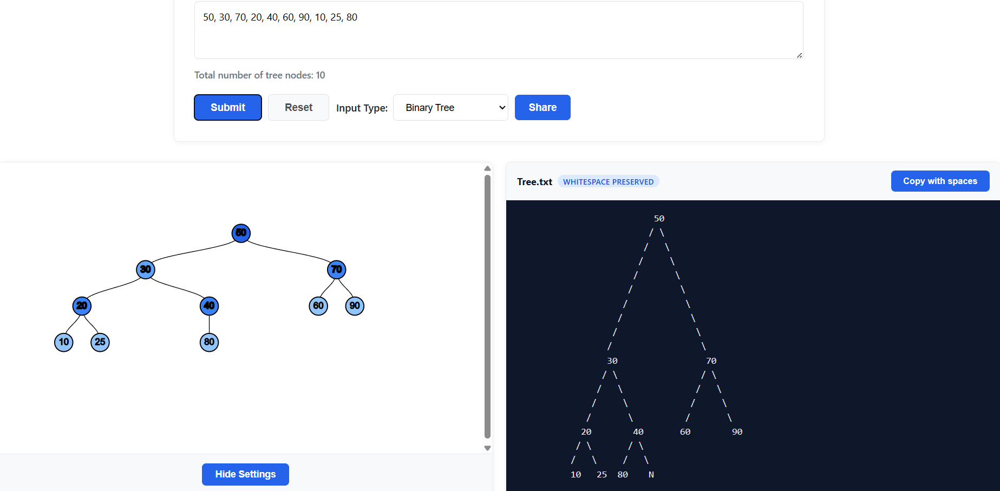 50, 30, 70, 20, 40, 60, 90, 10, 25, 80
Total number of tree nodes: 10
Submit
Reset
Input Type:
Binary Tree
Share
50
30
70
20
40
60
90
10
25
80
Hide Settings
Tree.txt
WHITESPACE PRESERVED
Copy with spaces
50
/ \
/ \
/ \
/ \
/ \
/ \
/ \
/ \
/ \
30 70
/ \ / \
/ \ / \
/ \ / \
/ \ / \
20 40 60 90
/ \ / \
/ \ / \
10 25 80 N